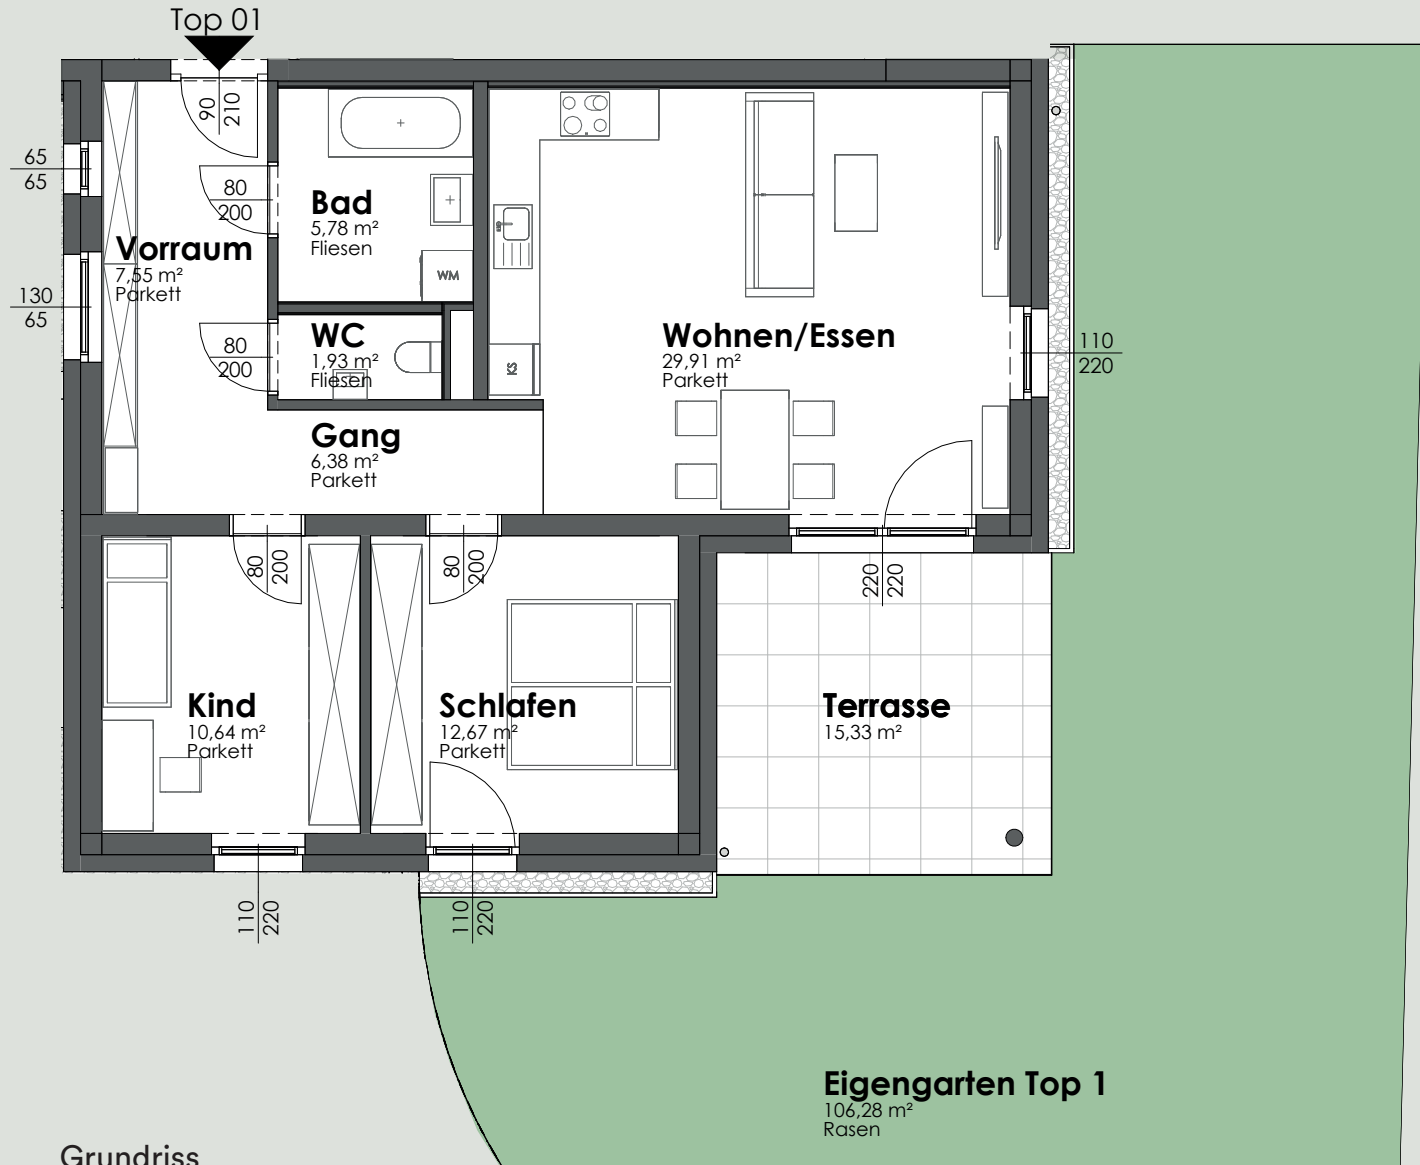 Top 01
90
210
65
65
80
200
Bad
5,78 m²
Fliesen
Vorraum
7,55 m²
Parkett
WM
130
65
80
200
WC
1,93 m²
Fliesen
KS
Wohnen/Essen
29,91 m²
Parkett
110
220
Gang
6,38 m²
Parkett
80
200
80
200
220
220
Kind
10,64 m²
Parkett
Schlafen
12,67 m²
Parkett
Terrasse
15,33 m²
110
220
110
220
Eigengarten Top 1
106,28 m²
Rasen
Grundriss